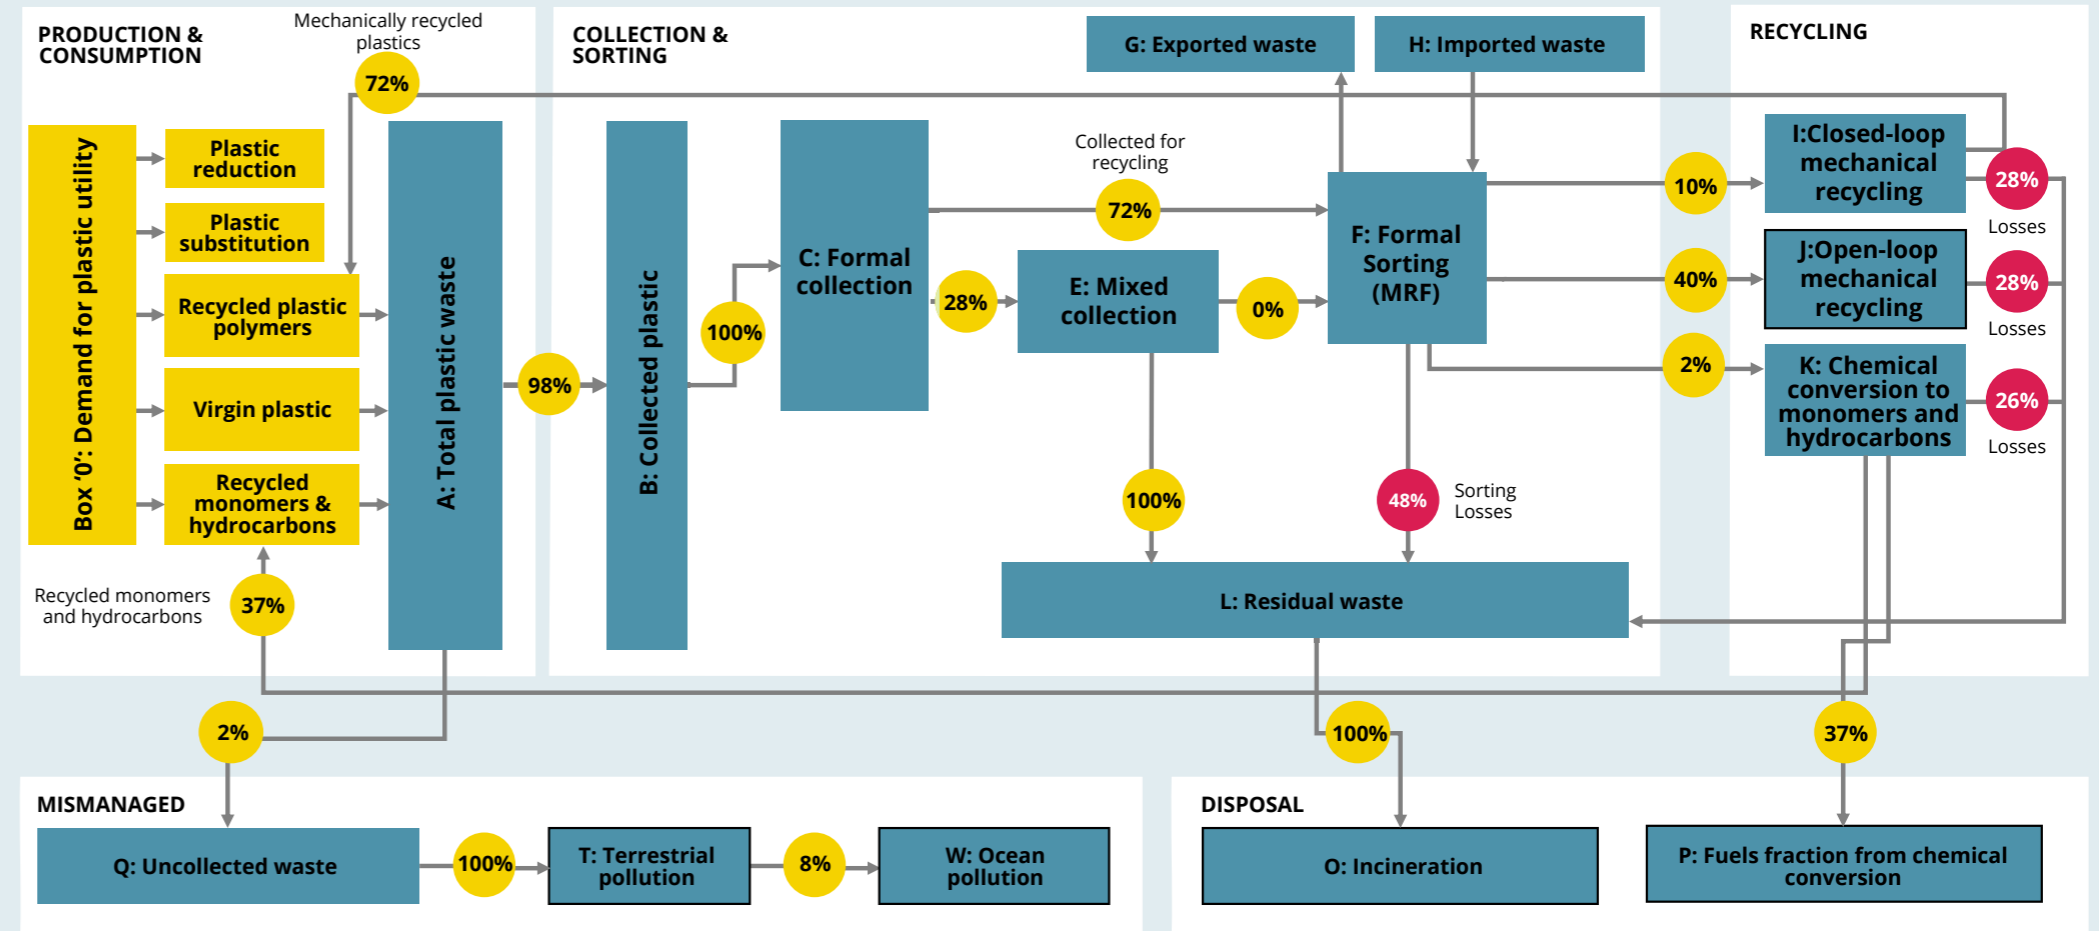 PRODUCTION &
CONSUMPTION
Mechanically recycled
plastics
72%
Box ‘0’: Demand for plastic utility
Plastic
reduction
Plastic
substitution
Recycled plastic
polymers
Virgin plastic
Recycled
monomers &
hydrocarbons
Recycled monomers
and hydrocarbons
37%
A: Total plastic waste
98%
2%
COLLECTION &
SORTING
B: Collected plastic
100%
C: Formal
collection
Collected for
recycling
72%
28%
E: Mixed
collection
0%
100%
G: Exported waste
H: Imported waste
F: Formal
Sorting
(MRF)
48%
Sorting
Losses
L: Residual waste
100%
10%
40%
2%
RECYCLING
I:Closed-loop
mechanical
recycling
28%
Losses
J:Open-loop
mechanical
recycling
28%
Losses
K: Chemical
conversion to
monomers and
hydrocarbons
26%
Losses
37%
MISMANAGED
Q: Uncollected waste
100%
T: Terrestrial
pollution
8%
W: Ocean
pollution
DISPOSAL
O: Incineration
P: Fuels fraction from chemical
conversion